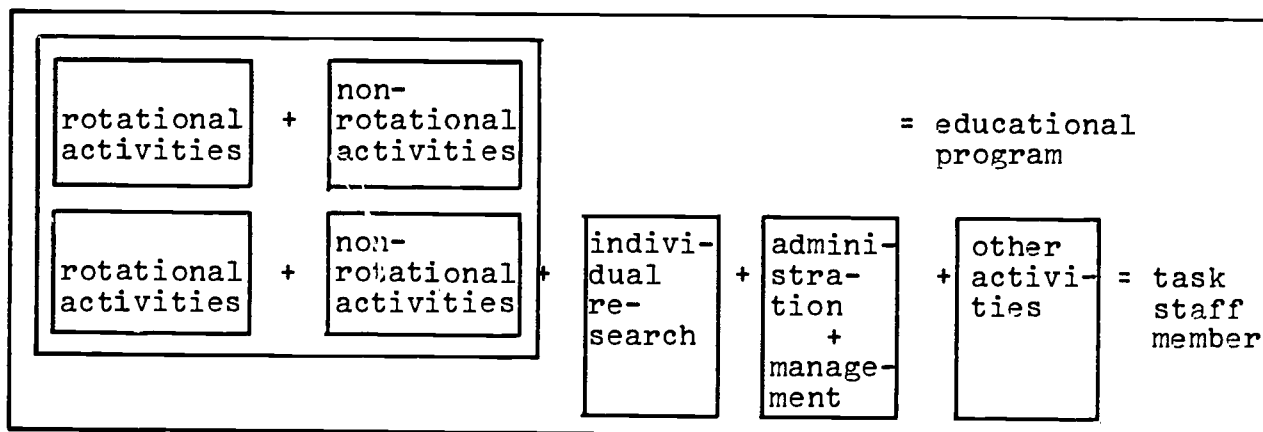 rotational
activities
+
non-
rotational
activities
= educational
program
rotational
activities
+
non-
rotational
activities
+
indivi-
dual
re-
search
+
admini-
stra-
tion
+
manage-
ment
+
other
activi-
ties
= task
staff
member